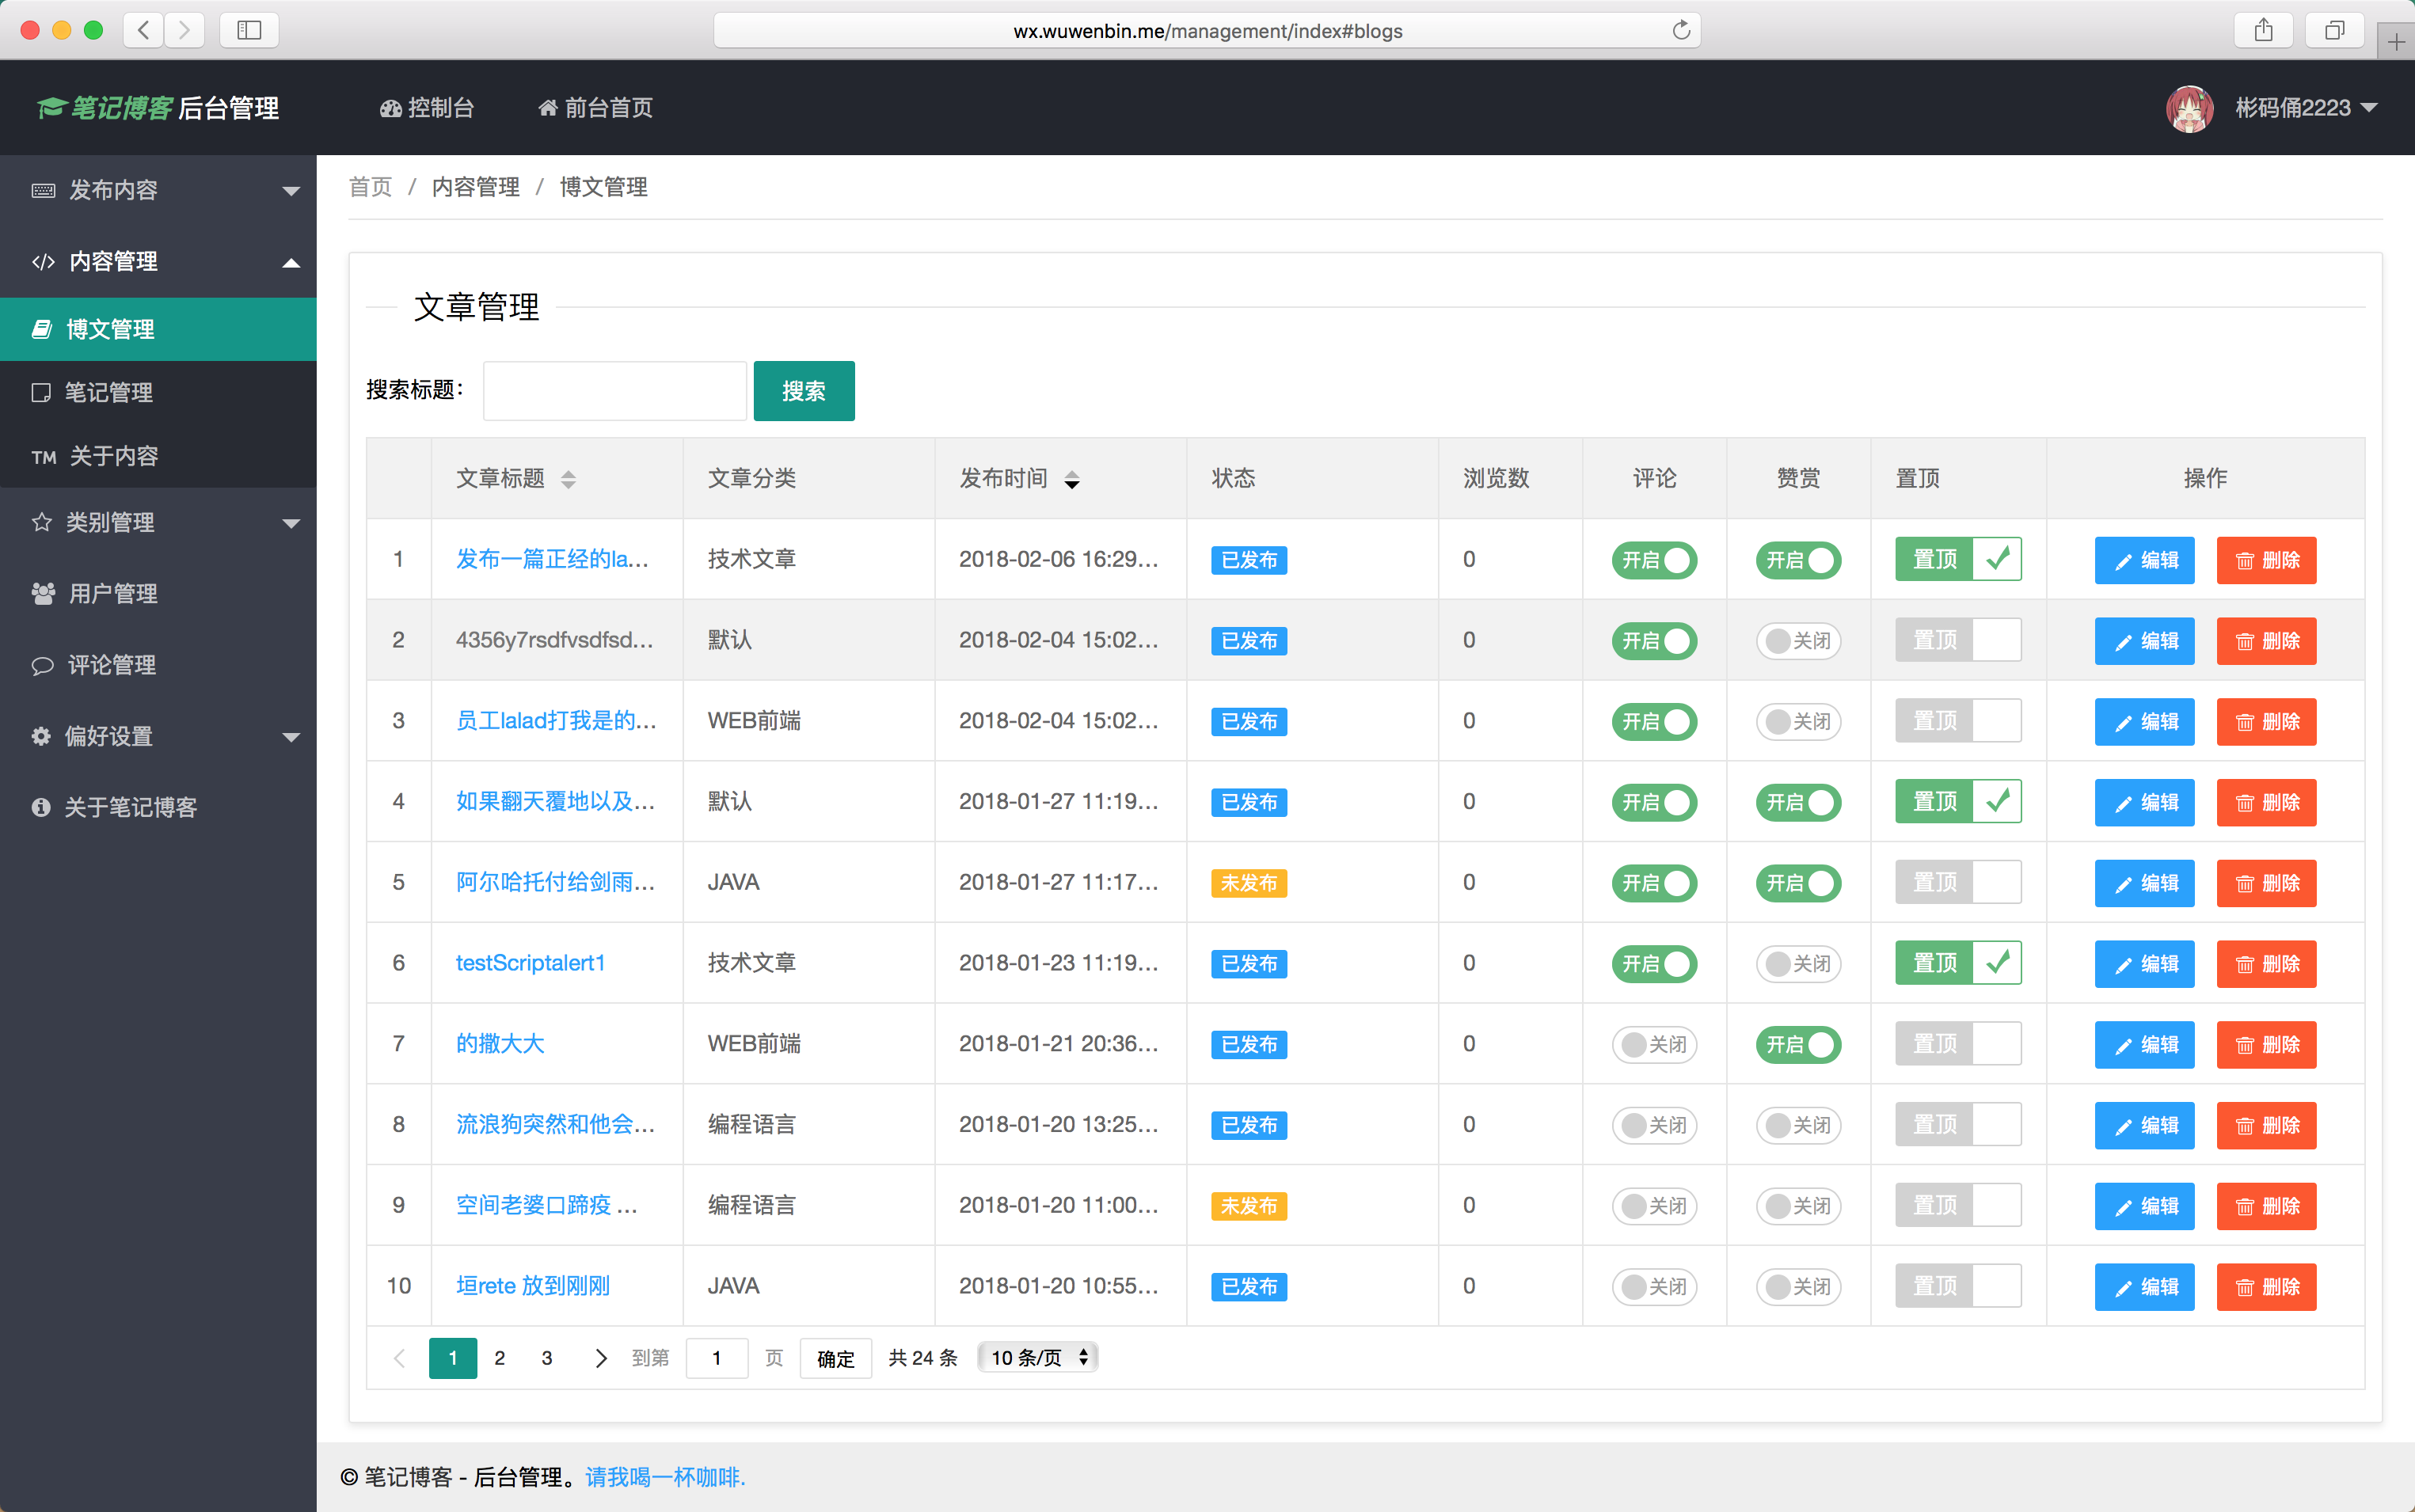 wx.wuwenbin.me/management/index#blogs
笔记博客 后台管理 控制台 前台首页 彬码俑2223
发布内容
内容管理
博文管理
笔记管理
TM 关于内容
类别管理
用户管理
评论管理
偏好设置
关于笔记博客
首页 / 内容管理 / 博文管理
文章管理
搜索标题： 搜索
文章标题 文章分类 发布时间 状态 浏览数 评论 赞赏 置顶 操作
1 发布一篇正经的la... 技术文章 2018-02-06 16:29... 已发布 0 开启 开启 置顶 编辑 删除
2 4356y7rsdfvsdfsd... 默认 2018-02-04 15:02... 已发布 0 开启 关闭 置顶 编辑 删除
3 员工lalad打我是的... WEB前端 2018-02-04 15:02... 已发布 0 开启 关闭 置顶 编辑 删除
4 如果翻天覆地以及... 默认 2018-01-27 11:19... 已发布 0 开启 开启 置顶 编辑 删除
5 阿尔哈托付给剑雨... JAVA 2018-01-27 11:17... 未发布 0 开启 开启 置顶 编辑 删除
6 testScriptalert1 技术文章 2018-01-23 11:19... 已发布 0 开启 关闭 置顶 编辑 删除
7 的撒大大 WEB前端 2018-01-21 20:36... 已发布 0 关闭 开启 置顶 编辑 删除
8 流浪狗突然和他会... 编程语言 2018-01-20 13:25... 已发布 0 关闭 关闭 置顶 编辑 删除
9 空间老婆口蹄疫 ... 编程语言 2018-01-20 11:00... 未发布 0 关闭 关闭 置顶 编辑 删除
10 垣rete 放到刚刚 JAVA 2018-01-20 10:55... 已发布 0 关闭 关闭 置顶 编辑 删除
1 2 3 到第 1 页 确定 共 24 条 10 条/页
© 笔记博客 - 后台管理。请我喝一杯咖啡.